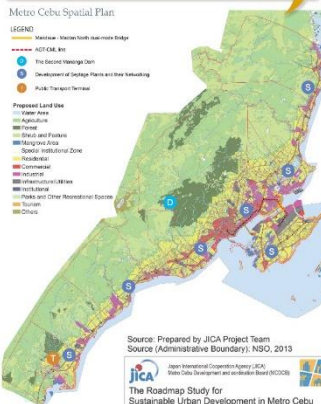 Metro Cebu Spatial Plan
LEGEND
Mandaue - Mactan North dual-mode Bridge
AGT-CML line
D The Second Mananga Dam
S Development of Septage Plants and their Networking
T Public Transport Terminal
Proposed Land Use
Water Area
Agriculture
Forest
Shrub and Pasture
Mangrove Area
Special Institutional Zone
Residential
Commercial
Industrial
Infrastructure/Utilities
Institutional
Parks and Other Recreational Spaces
Tourism
Others
S
S
S
D
S
S
S
T
S
Source: Prepared by JICA Project Team
Source (Administrative Boundary): NSO, 2013
jica
Japan International Cooperation Agency (JICA)
Metro Cebu Development and Coordination Board (MCDCB)
The Roadmap Study for
Sustainable Urban Development in Metro Cebu